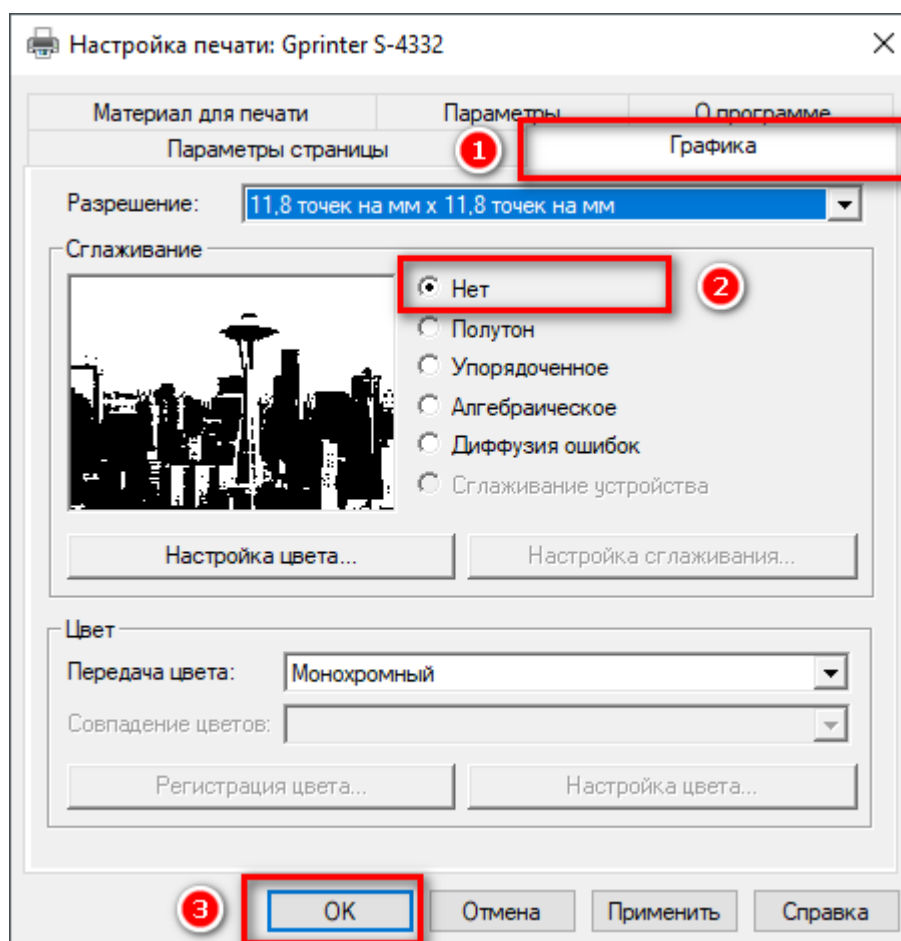 Настройка печати: Gprinter S-4332
Материал для печати Параметры О программе
Параметры страницы 1 Графика
Разрешение: 11,8 точек на мм x 11,8 точек на мм
Сглаживание
Нет 2
Полутон
Упорядоченное
Алгебраическое
Диффузия ошибок
Сглаживание устройства
Настройка цвета... Настройка сглаживания...
Цвет
Передача цвета: Монохромный
Совпадение цветов:
Регистрация цвета... Настройка цвета...
3 OK Отмена Применить Справка